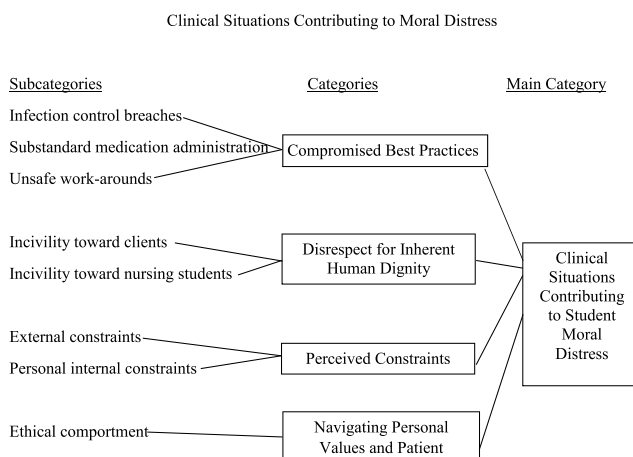 Clinical Situations Contributing to Moral Distress
Subcategories
Categories
Main Category
Infection control breaches
Substandard medication administration
Unsafe work-arounds
Compromised Best Practices
Incivility toward clients
Incivility toward nursing students
Disrespect for Inherent
Human Dignity
External constraints
Personal internal constraints
Perceived Constraints
Ethical comportment
Navigating Personal
Values and Patient
Clinical
Situations
Contributing
to Student
Moral
Distress